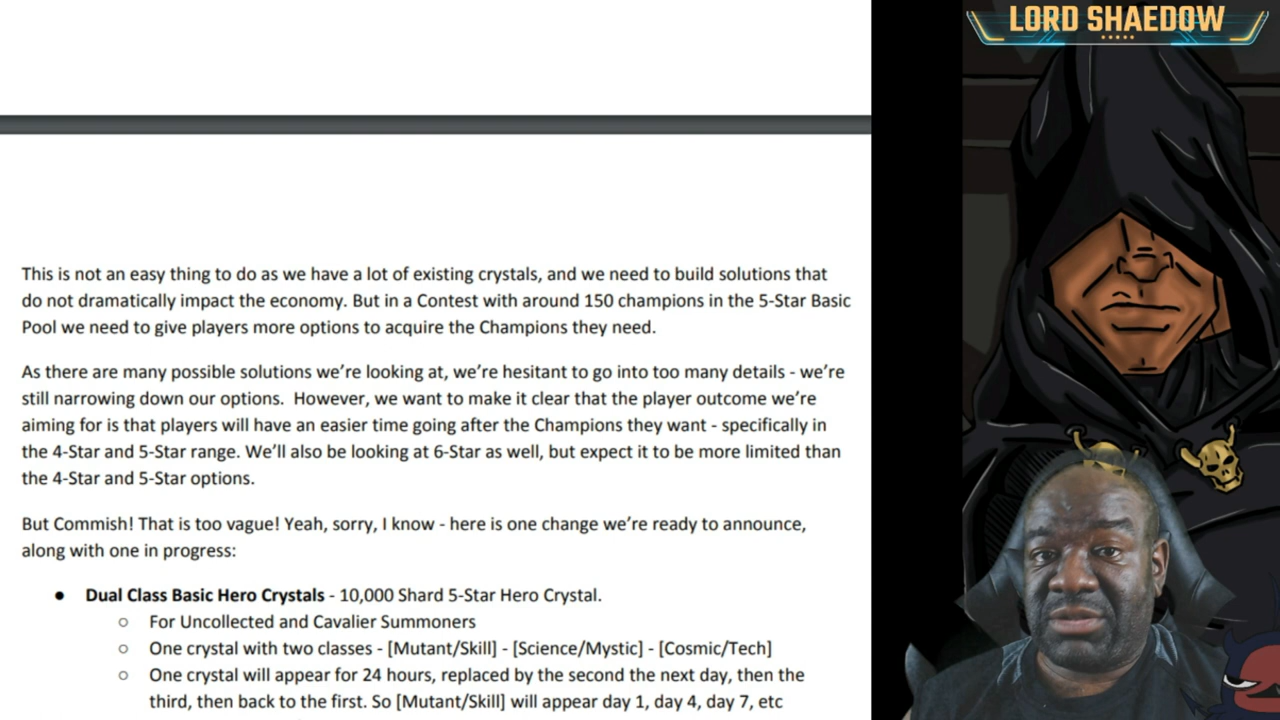 LORD SHAEDOW
This is not an easy thing to do as we have a lot of existing crystals, and we need to build solutions that
do not dramatically impact the economy. But in a Contest with around 150 champions in the 5-Star Basic
Pool we need to give players more options to acquire the Champions they need.
As there are many possible solutions we're looking at, we're hesitant to go into too many details - we're
still narrowing down our options.  However, we want to make it clear that the player outcome we're
aiming for is that players will have an easier time going after the Champions they want - specifically in
the 4-Star and 5-Star range. We'll also be looking at 6-Star as well, but expect it to be more limited than
the 4-Star and 5-Star options.
But Commish! That is too vague! Yeah, sorry, I know - here is one change we're ready to announce,
along with one in progress:
● Dual Class Basic Hero Crystals - 10,000 Shard 5-Star Hero Crystal.
○ For Uncollected and Cavalier Summoners
○ One crystal with two classes - [Mutant/Skill] - [Science/Mystic] - [Cosmic/Tech]
○ One crystal will appear for 24 hours, replaced by the second the next day, then the
third, then back to the first. So [Mutant/Skill] will appear day 1, day 4, day 7, etc